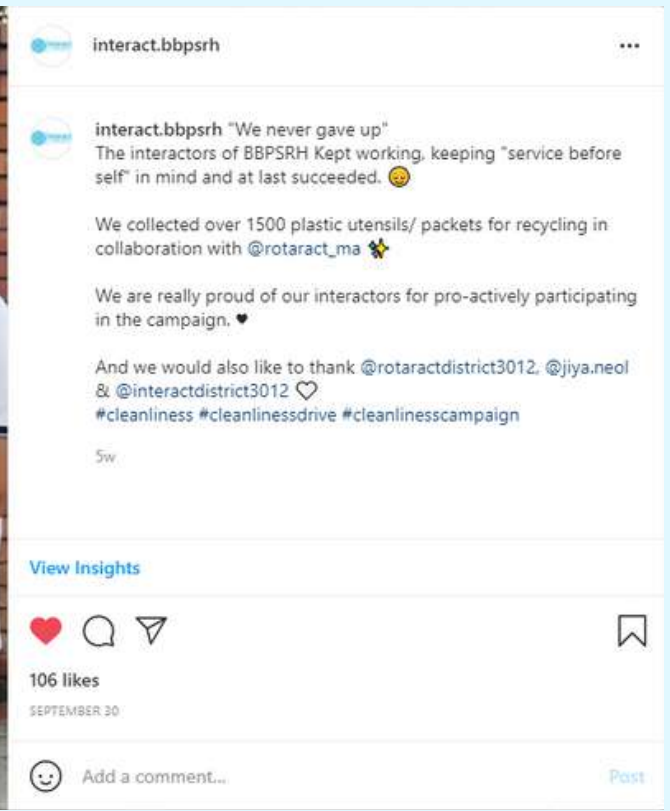 interact.bbpsrh
interact.bbpsrh "We never gave up"
The interactors of BBPSRH Kept working, keeping "service before
self" in mind and at last succeeded. 😊
We collected over 1500 plastic utensils/ packets for recycling in
collaboration with @rotaract_ma ✨
We are really proud of our interactors for pro-actively participating
in the campaign. ♥
And we would also like to thank @rotaractdistrict3012, @jiya.neol
& @interactdistrict3012 ♡
#cleanliness #cleanlinessdrive #cleanlinesscampaign
5w
View Insights
106 likes
SEPTEMBER 30
Add a comment...
Post